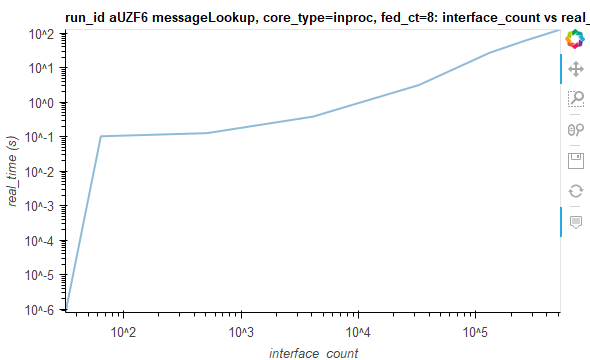 run_id aUZF6 messageLookup, core_type=inproc, fed_ct=8: interface_count vs real_
10^2
10^1
10^0
10^-1
10^-2
10^-3
10^-4
10^-5
10^-6
real_time (s)
10^2 10^3 10^4 10^5
interface_count